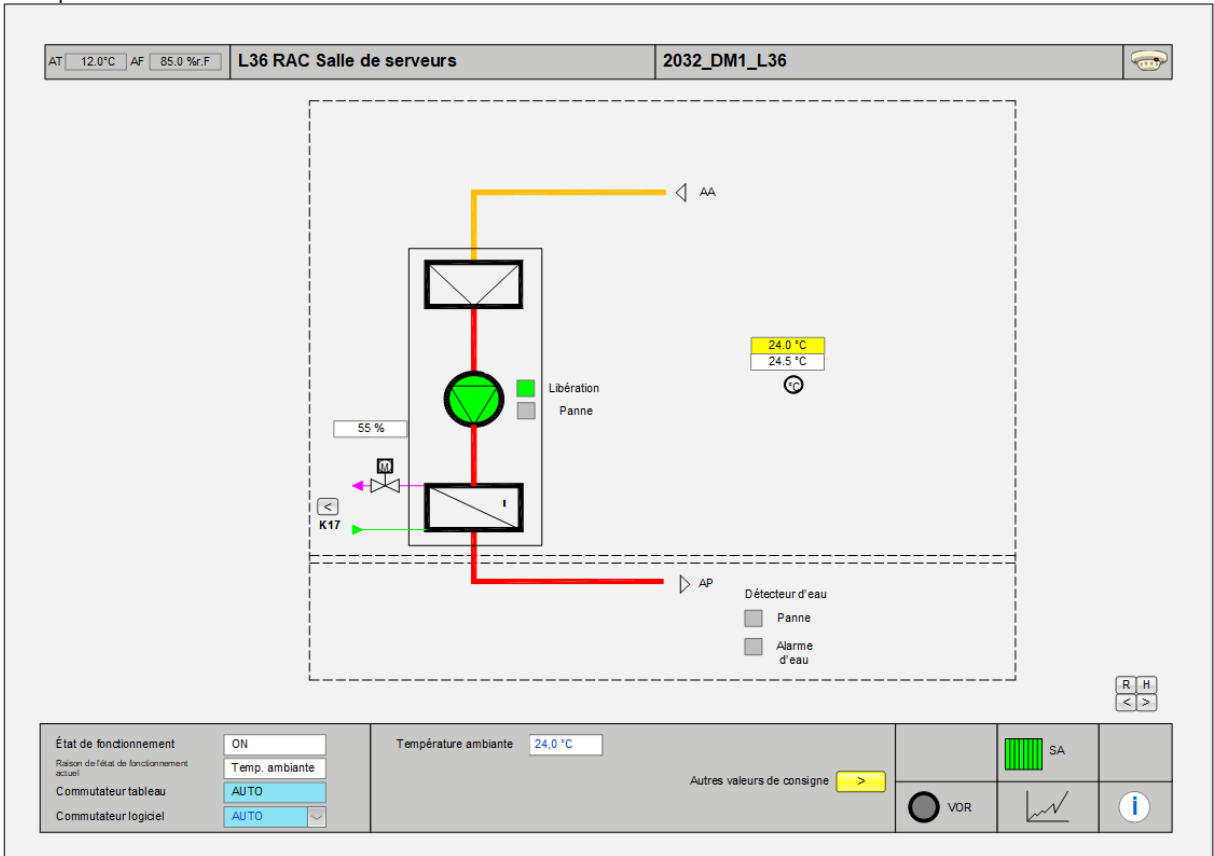 AT 12.0°C AF 85.0 %r.F L36 RAC Salle de serveurs 2032_DM1_L36
AA
24.0 °C
24.5 °C
°C
Libération
Panne
55 %
M
<
K17
AP
Détecteur d'eau
Panne
Alarme
d'eau
R H
< >
État de fonctionnement ON
Raison de l'état de fonctionnement
actuel
Temp. ambiante
Commutateur tableau AUTO
Commutateur logiciel AUTO
Température ambiante 24,0 °C
Autres valeurs de consigne >
SA
VOR
i